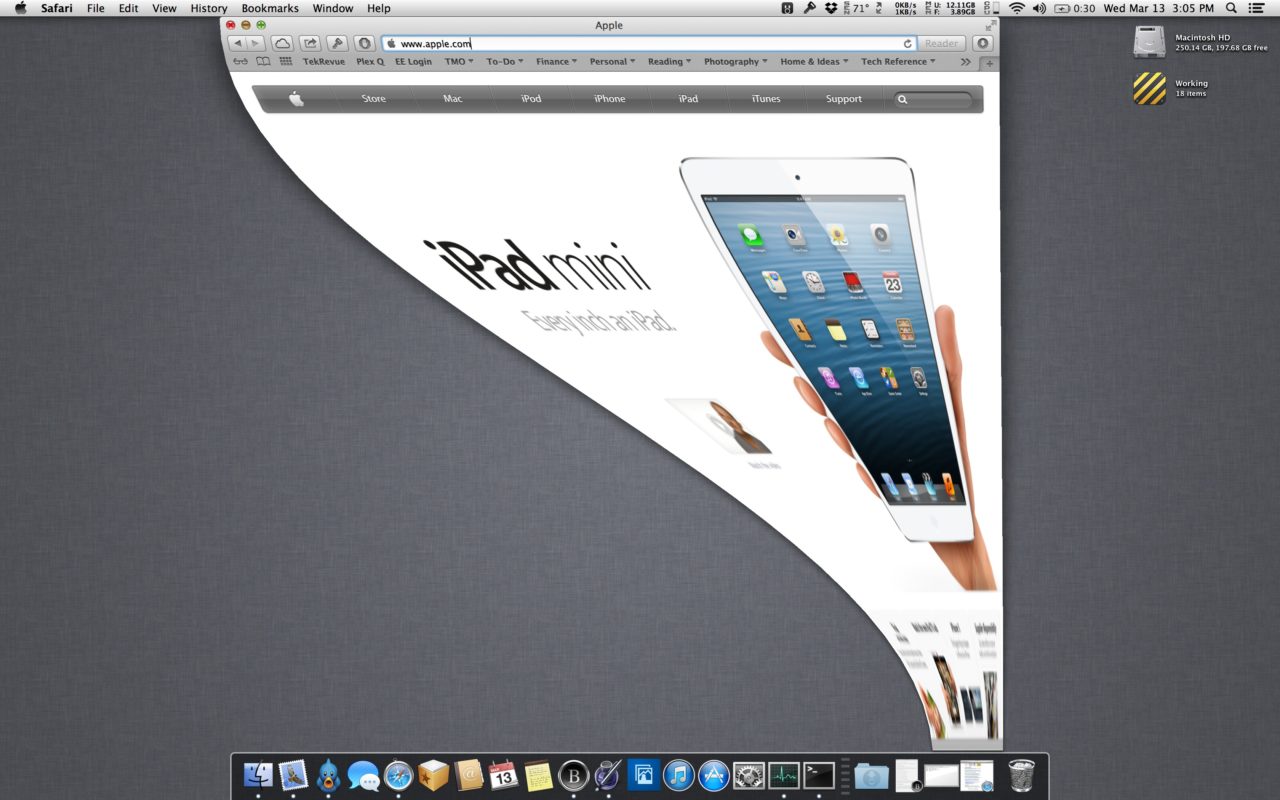 Safari File Edit View History Bookmarks Window Help
71° 0KB/s 1KB/s U: 12.11GB F: 3.89GB 0:30 Wed Mar 13 3:05 PM
Apple
www.apple.com
Reader
TekRevue Plex Q EE Login TMO To-Do Finance Personal Reading Photography Home & Ideas Tech Reference
Store Mac iPod iPhone iPad iTunes Support
Macintosh HD
250.14 GB, 197.68 GB free
Working
18 items
iPad mini
Every inch an iPad.
23
13
B